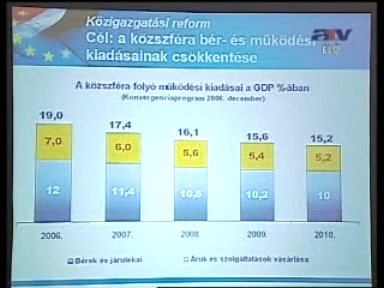 Közigazgatási reform
Cél: a közszféra bér- és működési
kiadásainak csökkentése
atv
ÉLŐ
A közszféra folyó működési kiadásai a GDP %-ában
(Konvergenciaprogram 2006. december)
19,0 17,4 16,1 15,6 15,2
7,0 6,0 5,6 5,4 5,2
12 11,4 10,5 10,2 10
2006. 2007. 2008. 2009. 2010.
Bérek és járulékai Áruk és szolgáltatások vásárlása